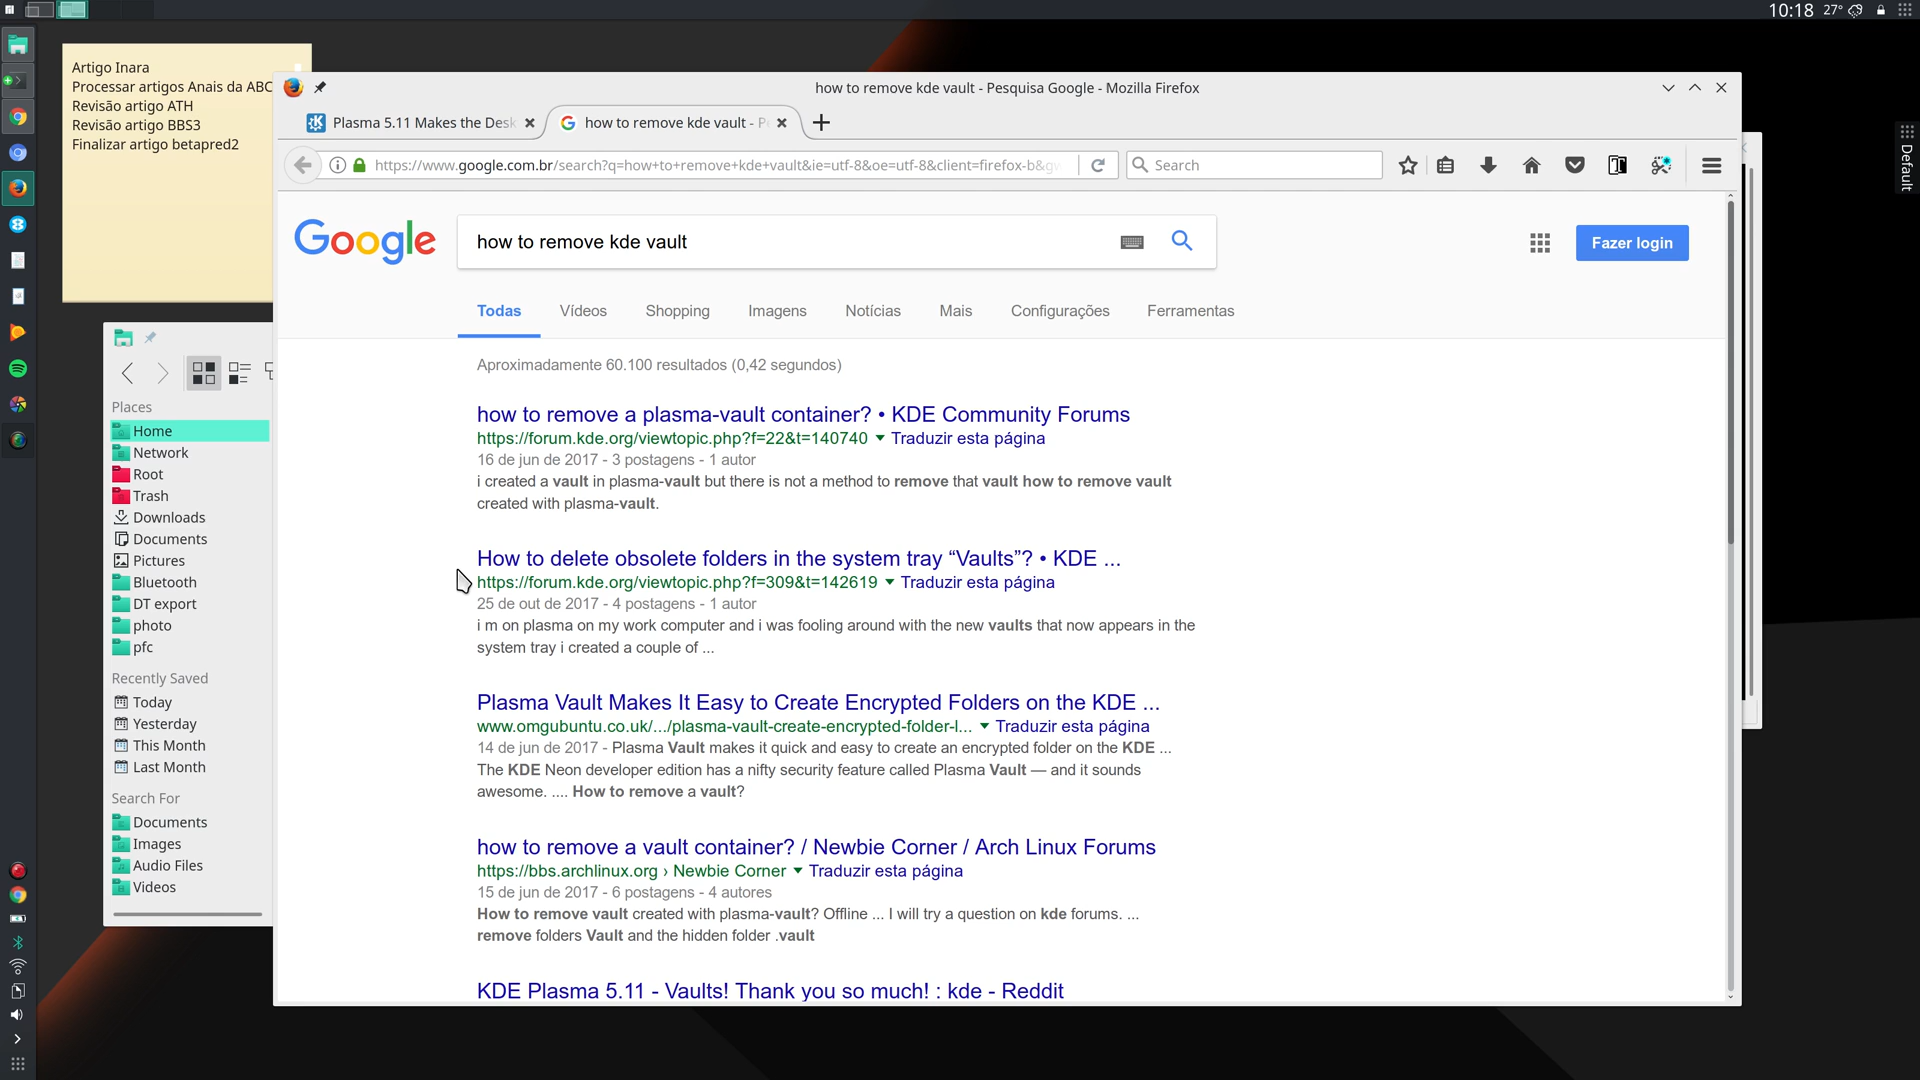 10:18 27°
Artigo Inara
Processar artigos Anais da ABC
Revisão artigo ATH
Revisão artigo BBS3
Finalizar artigo betapred2
how to remove kde vault - Pesquisa Google - Mozilla Firefox
Plasma 5.11 Makes the Desk
how to remove kde vault - P
https://www.google.com.br/search?q=how+to+remove+kde+vault&ie=utf-8&oe=utf-8&client=firefox-b&gw
Search
Default
Google
how to remove kde vault
Fazer login
Todas Vídeos Shopping Imagens Notícias Mais Configurações Ferramentas
Aproximadamente 60.100 resultados (0,42 segundos)
how to remove a plasma-vault container? • KDE Community Forums
https://forum.kde.org/viewtopic.php?f=22&t=140740 Traduzir esta página
16 de jun de 2017 - 3 postagens - 1 autor
i created a vault in plasma-vault but there is not a method to remove that vault how to remove vault
created with plasma-vault.
How to delete obsolete folders in the system tray “Vaults”? • KDE ...
https://forum.kde.org/viewtopic.php?f=309&t=142619 Traduzir esta página
25 de out de 2017 - 4 postagens - 1 autor
i m on plasma on my work computer and i was fooling around with the new vaults that now appears in the
system tray i created a couple of ...
Plasma Vault Makes It Easy to Create Encrypted Folders on the KDE ...
www.omgubuntu.co.uk/.../plasma-vault-create-encrypted-folder-l... Traduzir esta página
14 de jun de 2017 - Plasma Vault makes it quick and easy to create an encrypted folder on the KDE ...
The KDE Neon developer edition has a nifty security feature called Plasma Vault — and it sounds
awesome. .... How to remove a vault?
how to remove a vault container? / Newbie Corner / Arch Linux Forums
https://bbs.archlinux.org › Newbie Corner Traduzir esta página
15 de jun de 2017 - 6 postagens - 4 autores
How to remove vault created with plasma-vault? Offline ... I will try a question on kde forums. ...
remove folders Vault and the hidden folder .vault
KDE Plasma 5.11 - Vaults! Thank you so much! : kde - Reddit
Places
Home
Network
Root
Trash
Downloads
Documents
Pictures
Bluetooth
DT export
photo
pfc
Recently Saved
Today
Yesterday
This Month
Last Month
Search For
Documents
Images
Audio Files
Videos